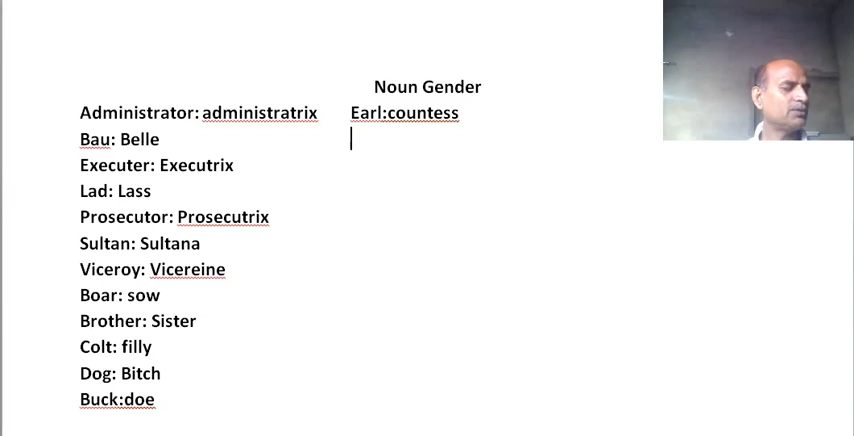 Noun Gender
Administrator: administratrix
Bau: Belle
Executer: Executrix
Lad: Lass
Prosecutor: Prosecutrix
Sultan: Sultana
Viceroy: Vicereine
Boar: sow
Brother: Sister
Colt: filly
Dog: Bitch
Buck:doe
Earl:countess